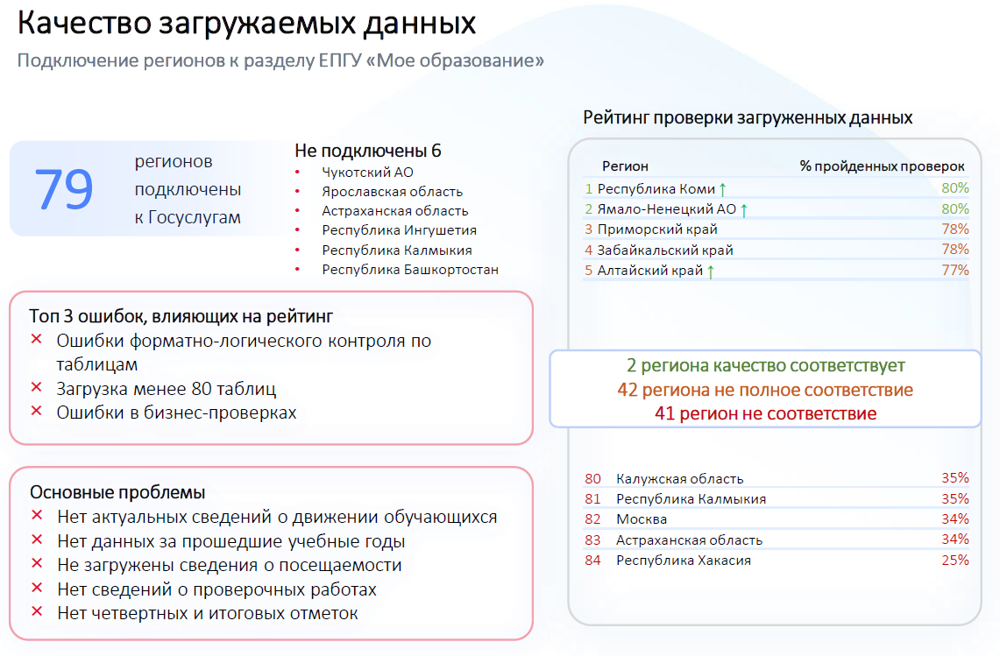 Качество загружаемых данных
Подключение регионов к разделу ЕПГУ «Мое образование»
79
регионов
подключены
к Госуслугам
Не подключены 6
• Чукотский АО
• Ярославская область
• Астраханская область
• Республика Ингушетия
• Республика Калмыкия
• Республика Башкортостан
Топ 3 ошибок, влияющих на рейтинг
✕ Ошибки форматно-логического контроля по
таблицам
✕ Загрузка менее 80 таблиц
✕ Ошибки в бизнес-проверках
Основные проблемы
✕ Нет актуальных сведений о движении обучающихся
✕ Нет данных за прошедшие учебные годы
✕ Не загружены сведения о посещаемости
✕ Нет сведений о проверочных работах
✕ Нет четвертных и итоговых отметок
Рейтинг проверки загруженных данных
Регион % пройденных проверок
1 Республика Коми ↑ 80%
2 Ямало-Ненецкий АО ↑ 80%
3 Приморский край 78%
4 Забайкальский край 78%
5 Алтайский край ↑ 77%
2 региона качество соответствует
42 региона не полное соответствие
41 регион не соответствие
80 Калужская область 35%
81 Республика Калмыкия 35%
82 Москва 34%
83 Астраханская область 34%
84 Республика Хакасия 25%